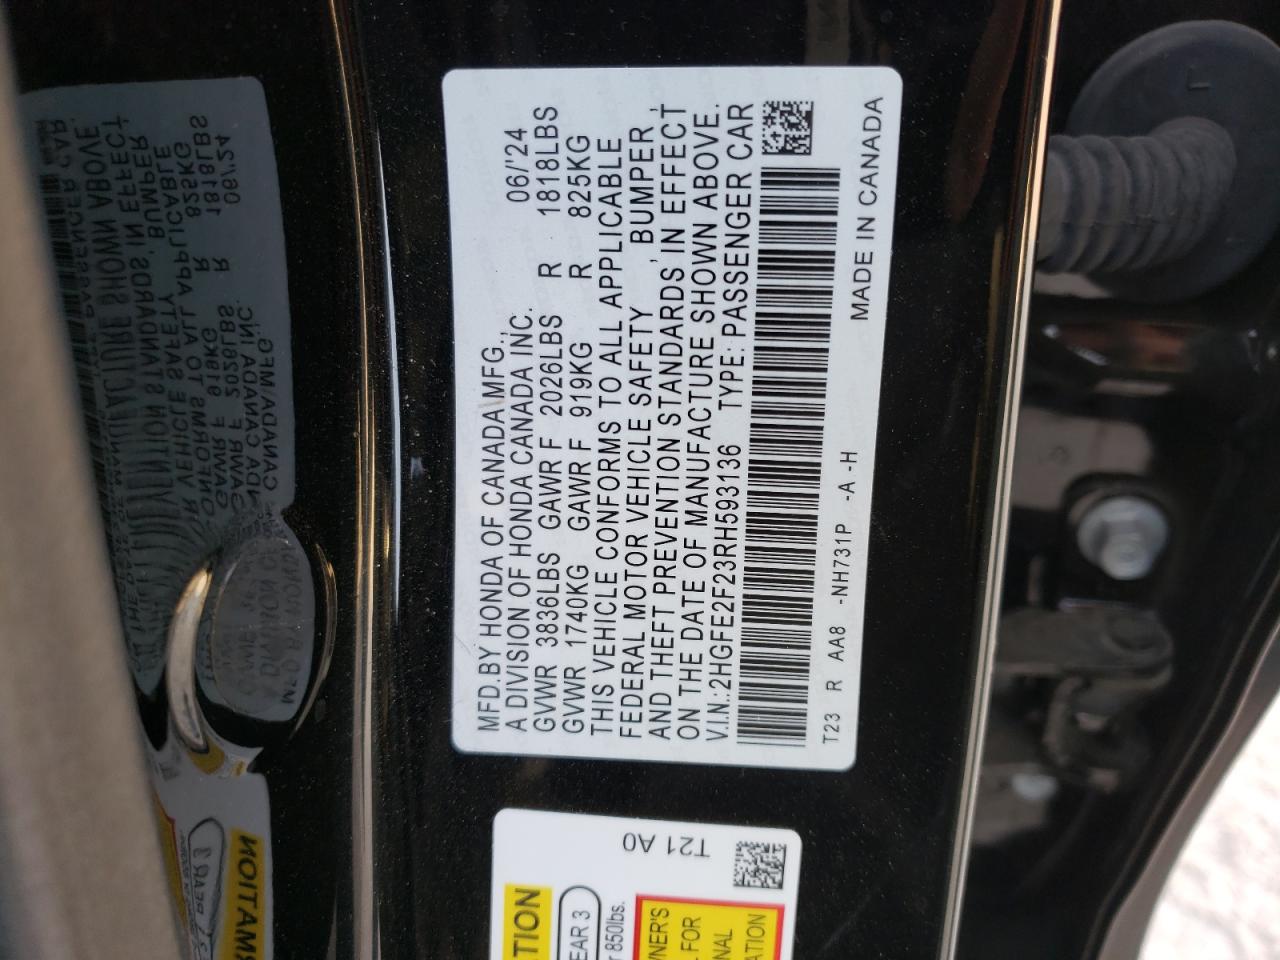 MFD.BY HONDA OF CANADA MFG.,
A DIVISION OF HONDA CANADA INC. 06/'24
GVWR 3836LBS GAWR F 2026LBS R 1818LBS
GVWR 1740KG GAWR F 919KG R 825KG
THIS VEHICLE CONFORMS TO ALL APPLICABLE
FEDERAL MOTOR VEHICLE SAFETY , BUMPER ,
AND THEFT PREVENTION STANDARDS, IN EFFECT
ON THE DATE OF MANUFACTURE SHOWN ABOVE.
V.I.N.:2HGFE2F23RH593136 TYPE: PASSENGER CAR
T23 R AA8 -NH731P -A -H MADE IN CANADA
T21 A0
REAR 3
850lbs.